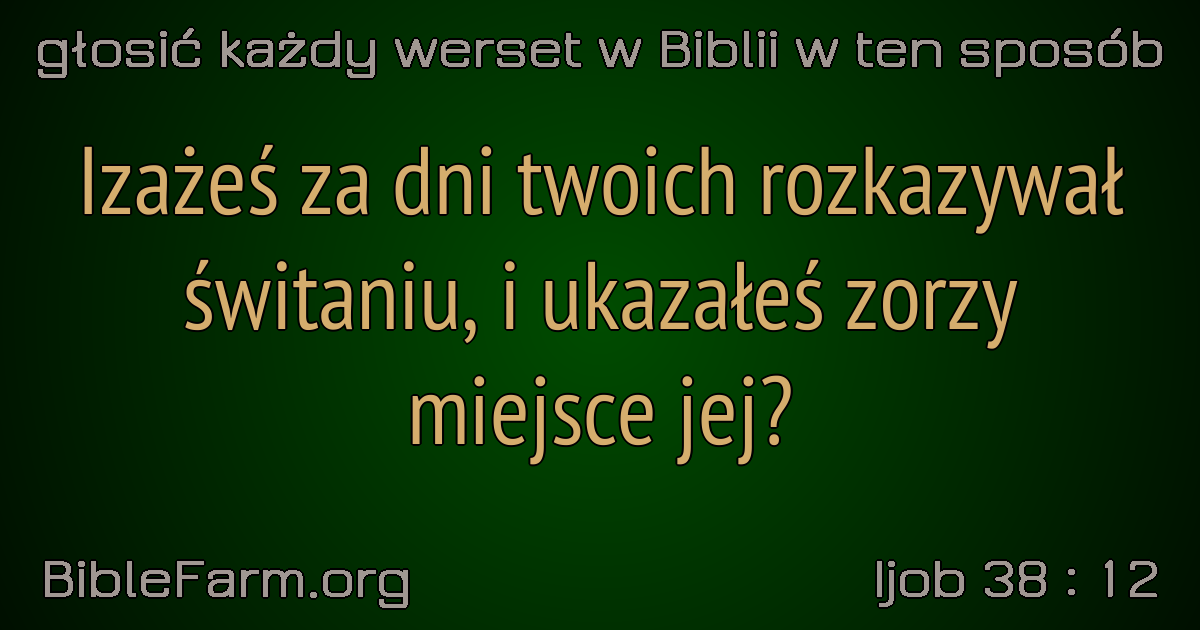 głosić każdy werset w Biblii w ten sposób
Izażeś za dni twoich rozkazywał
świtaniu, i ukazałeś zorzy
miejsce jej?
BibleFarm.org
Ijob 38 : 12